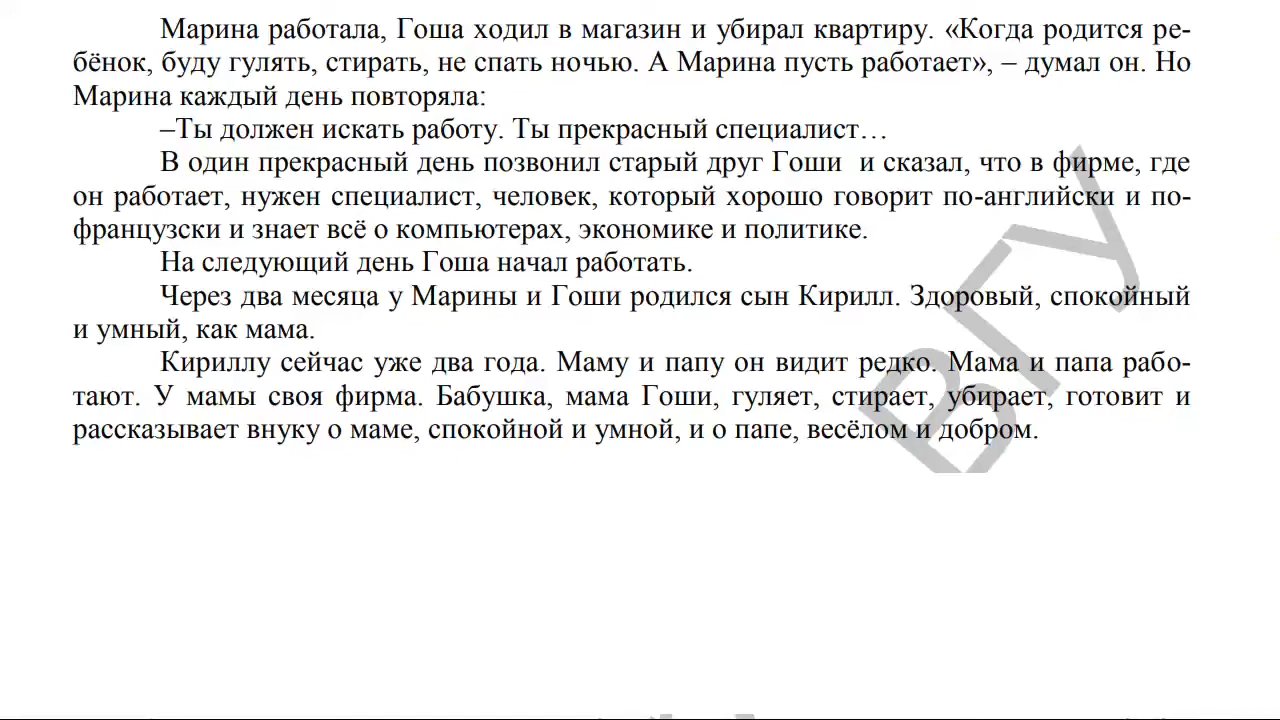 Марина работала, Гоша ходил в магазин и убирал квартиру. «Когда родится ре-
бёнок, буду гулять, стирать, не спать ночью. А Марина пусть работает», – думал он. Но
Марина каждый день повторяла:
–Ты должен искать работу. Ты прекрасный специалист…
В один прекрасный день позвонил старый друг Гоши и сказал, что в фирме, где
он работает, нужен специалист, человек, который хорошо говорит по-английски и по-
французски и знает всё о компьютерах, экономике и политике.
На следующий день Гоша начал работать.
Через два месяца у Марины и Гоши родился сын Кирилл. Здоровый, спокойный
и умный, как мама.
Кириллу сейчас уже два года. Маму и папу он видит редко. Мама и папа рабо-
тают. У мамы своя фирма. Бабушка, мама Гоши, гуляет, стирает, убирает, готовит и
рассказывает внуку о маме, спокойной и умной, и о папе, весёлом и добром.
ВГУ